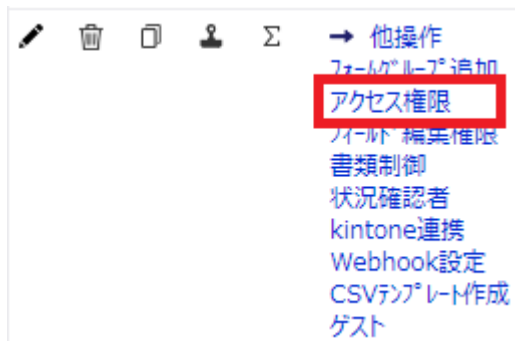 Σ → 他操作
フォームグループ追加
アクセス権限
フィールド編集権限
書類制御
状況確認者
kintone連携
Webhook設定
CSVテンプレート作成
ゲスト